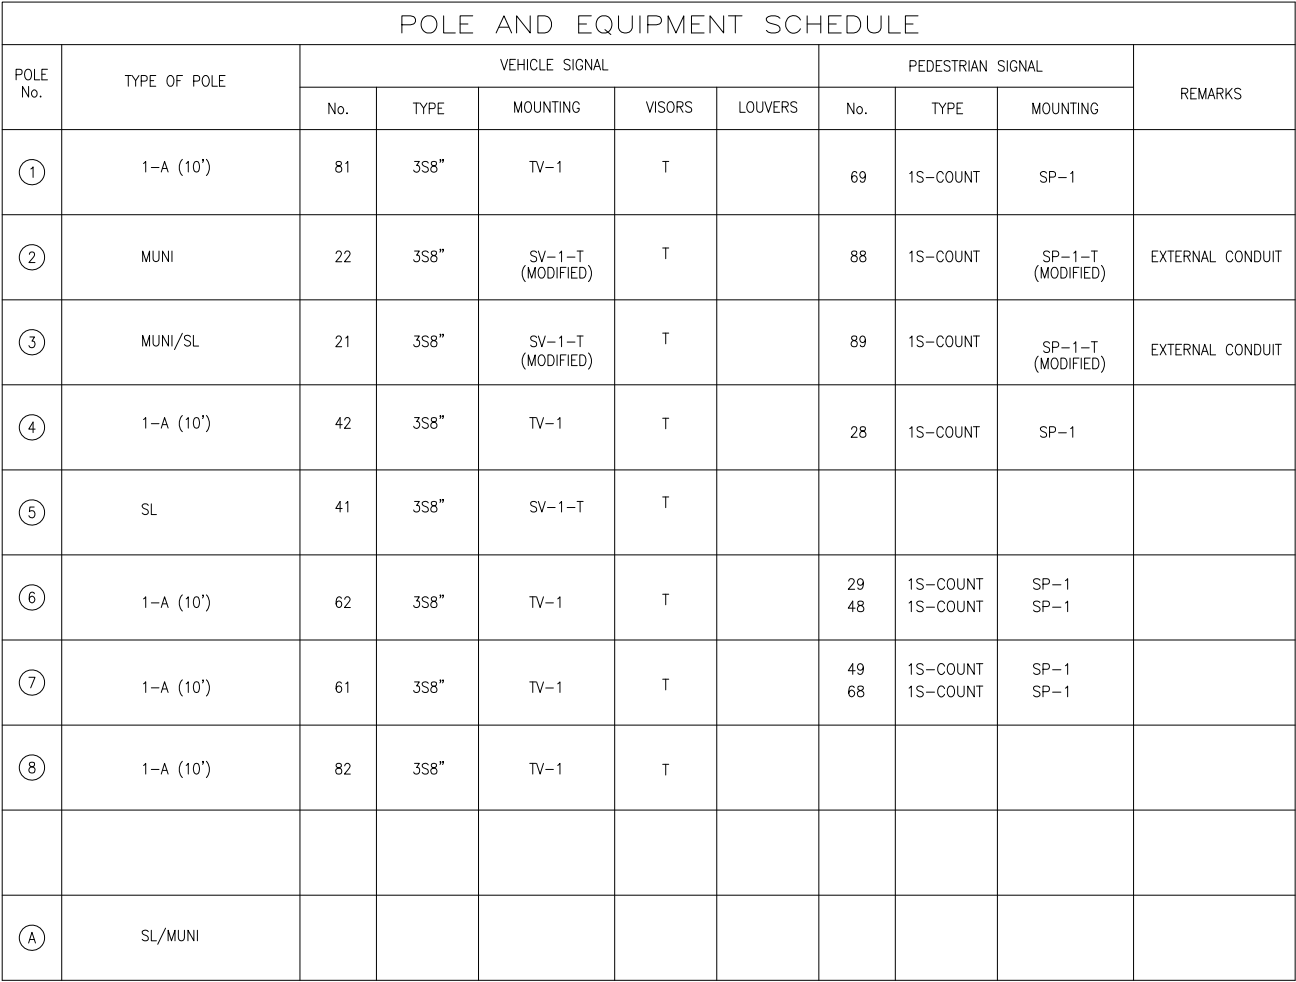 POLE AND EQUIPMENT SCHEDULE
POLE No. TYPE OF POLE VEHICLE SIGNAL PEDESTRIAN SIGNAL REMARKS
No. TYPE MOUNTING VISORS LOUVERS No. TYPE MOUNTING
1 1-A (10') 81 3S8" TV-1 T 69 1S-COUNT SP-1
2 MUNI 22 3S8" SV-1-T T 88 1S-COUNT SP-1-T EXTERNAL CONDUIT
(MODIFIED) (MODIFIED)
3 MUNI/SL 21 3S8" SV-1-T T 89 1S-COUNT SP-1-T EXTERNAL CONDUIT
(MODIFIED) (MODIFIED)
4 1-A (10') 42 3S8" TV-1 T 28 1S-COUNT SP-1
5 SL 41 3S8" SV-1-T T
29 1S-COUNT SP-1
6 1-A (10') 62 3S8" TV-1 T 48 1S-COUNT SP-1
49 1S-COUNT SP-1
7 1-A (10') 61 3S8" TV-1 T 68 1S-COUNT SP-1
8 1-A (10') 82 3S8" TV-1 T
A SL/MUNI